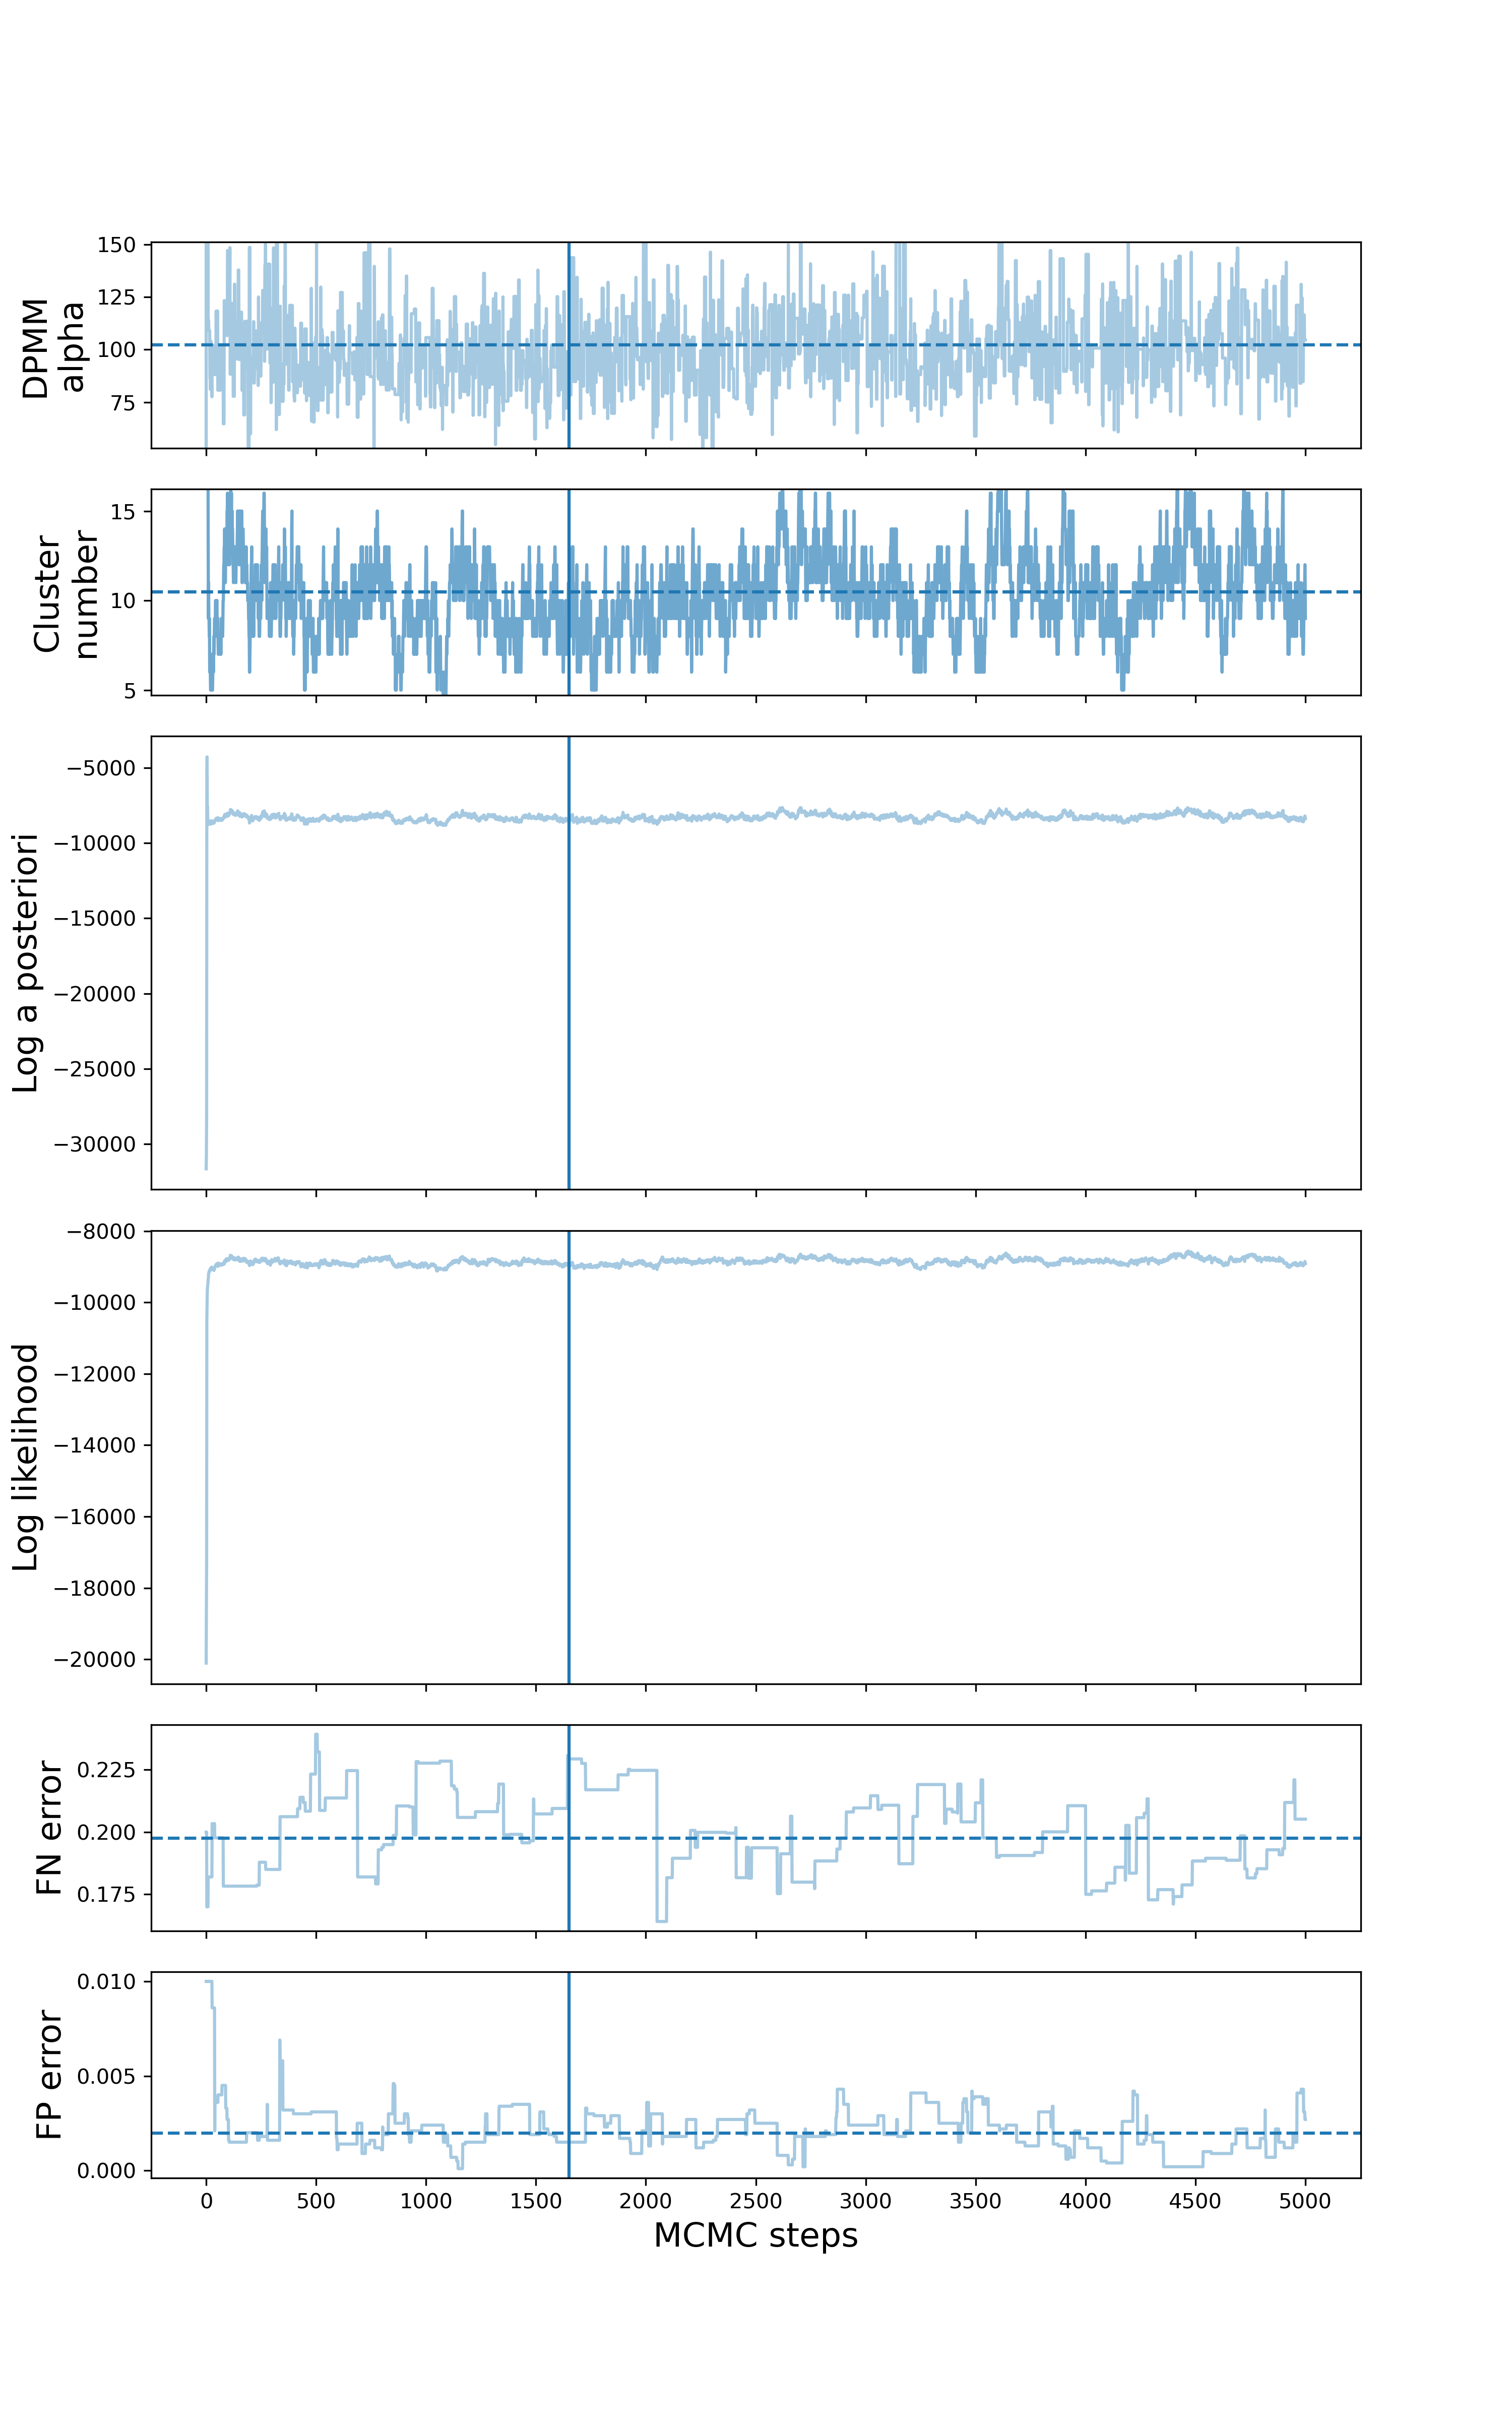 DPMM
alpha
150
125
100
75
Cluster
number
15
10
5
Log a posteriori
−5000
−10000
−15000
−20000
−25000
−30000
Log likelihood
−8000
−10000
−12000
−14000
−16000
−18000
−20000
FN error
0.225
0.200
0.175
FP error
0.010
0.005
0.000
0 500 1000 1500 2000 2500 3000 3500 4000 4500 5000
MCMC steps